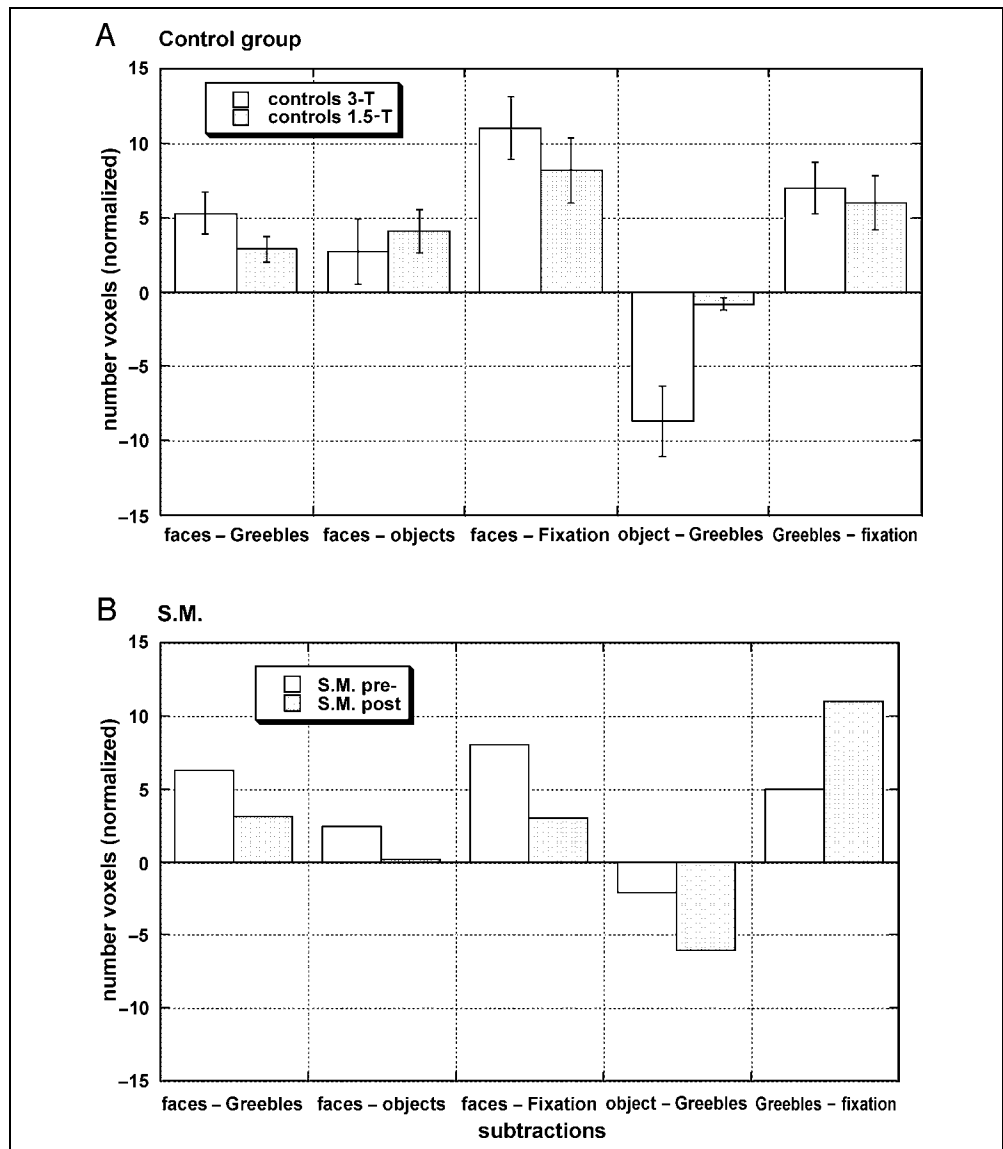 A Control group
15
controls 3-T
controls 1.5-T
10
5
0
−5
−10
−15
number voxels (normalized)
faces – Greebles faces – objects faces – Fixation object – Greebles Greebles – fixation
B S.M.
15
S.M. pre-
S.M. post
10
5
0
−5
−10
−15
number voxels (normalized)
faces – Greebles faces – objects faces – Fixation object – Greebles Greebles – fixation
subtractions